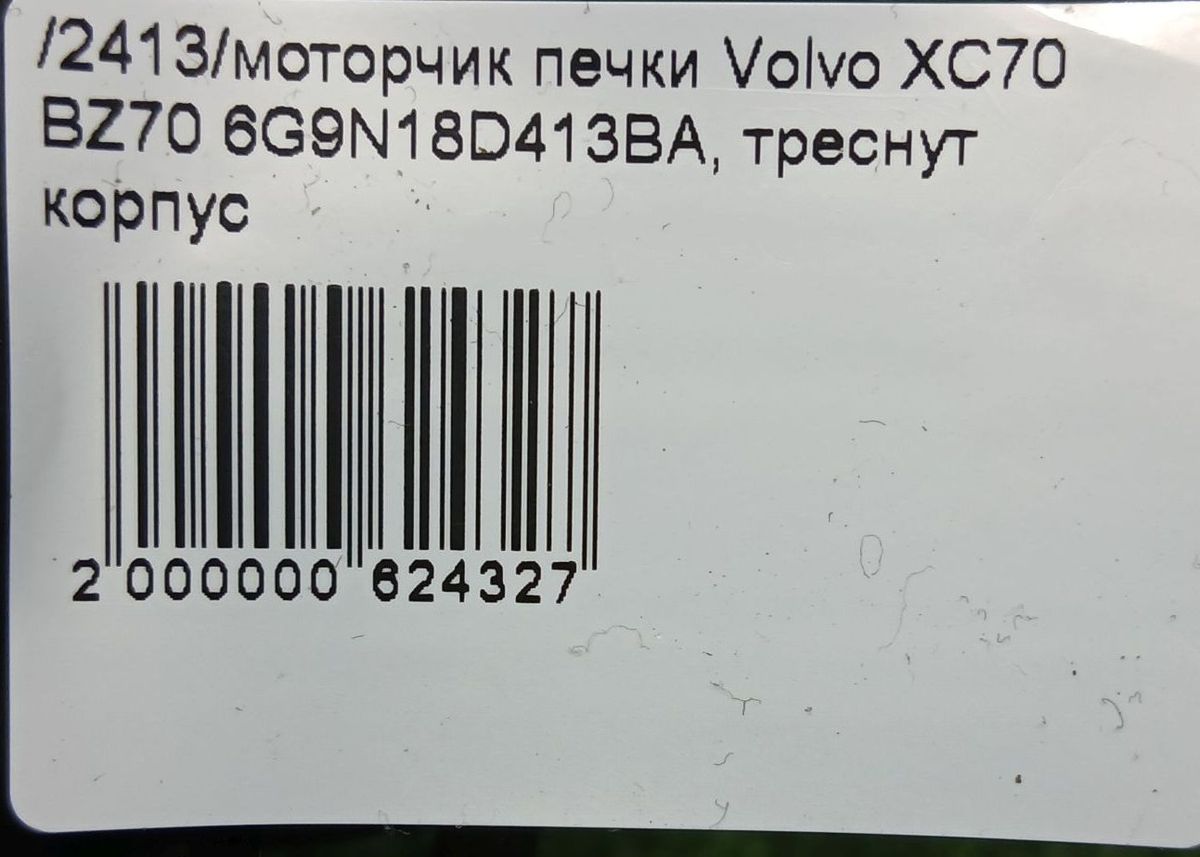 /2413/моторчик печки Volvo XC70
BZ70 6G9N18D413BA, треснут
корпус
2 000000 624327